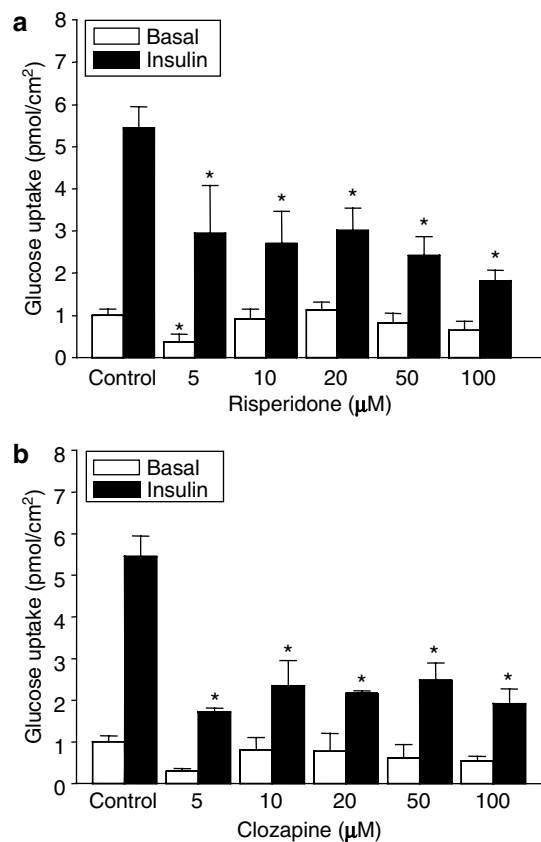 a
Basal
Insulin
Glucose uptake (pmol/cm²)
8
7
6
5
4
3
2
1
0
* * * * * *
Control 5 10 20 50 100
Risperidone (μM)
b
Basal
Insulin
Glucose uptake (pmol/cm²)
8
7
6
5
4
3
2
1
0
* * * * *
Control 5 10 20 50 100
Clozapine (μM)